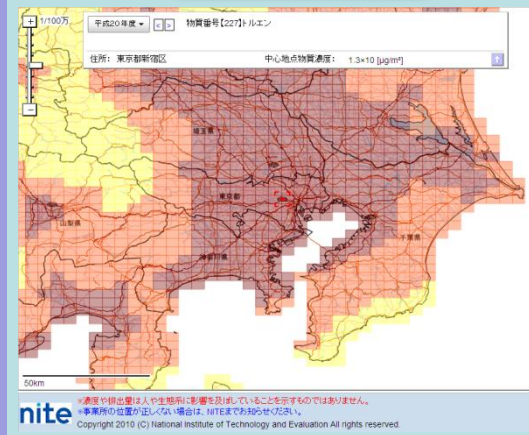 1/100万
平成20年度 ▼ < > 物質番号【227】トルエン
住所: 東京都新宿区 中心地点物質濃度: 1.3×10 [μg/m³]
埼玉県
東京都
山梨県
千葉県
神奈川県
50km
*濃度や排出量は人や生態系に影響を及ぼしていることを示すものではありません。
*事業所の位置が正しくない場合は、NITEまでお知らせください。
nite Copyright 2010 (C) National Institute of Technology and Evaluation All rights reserved.